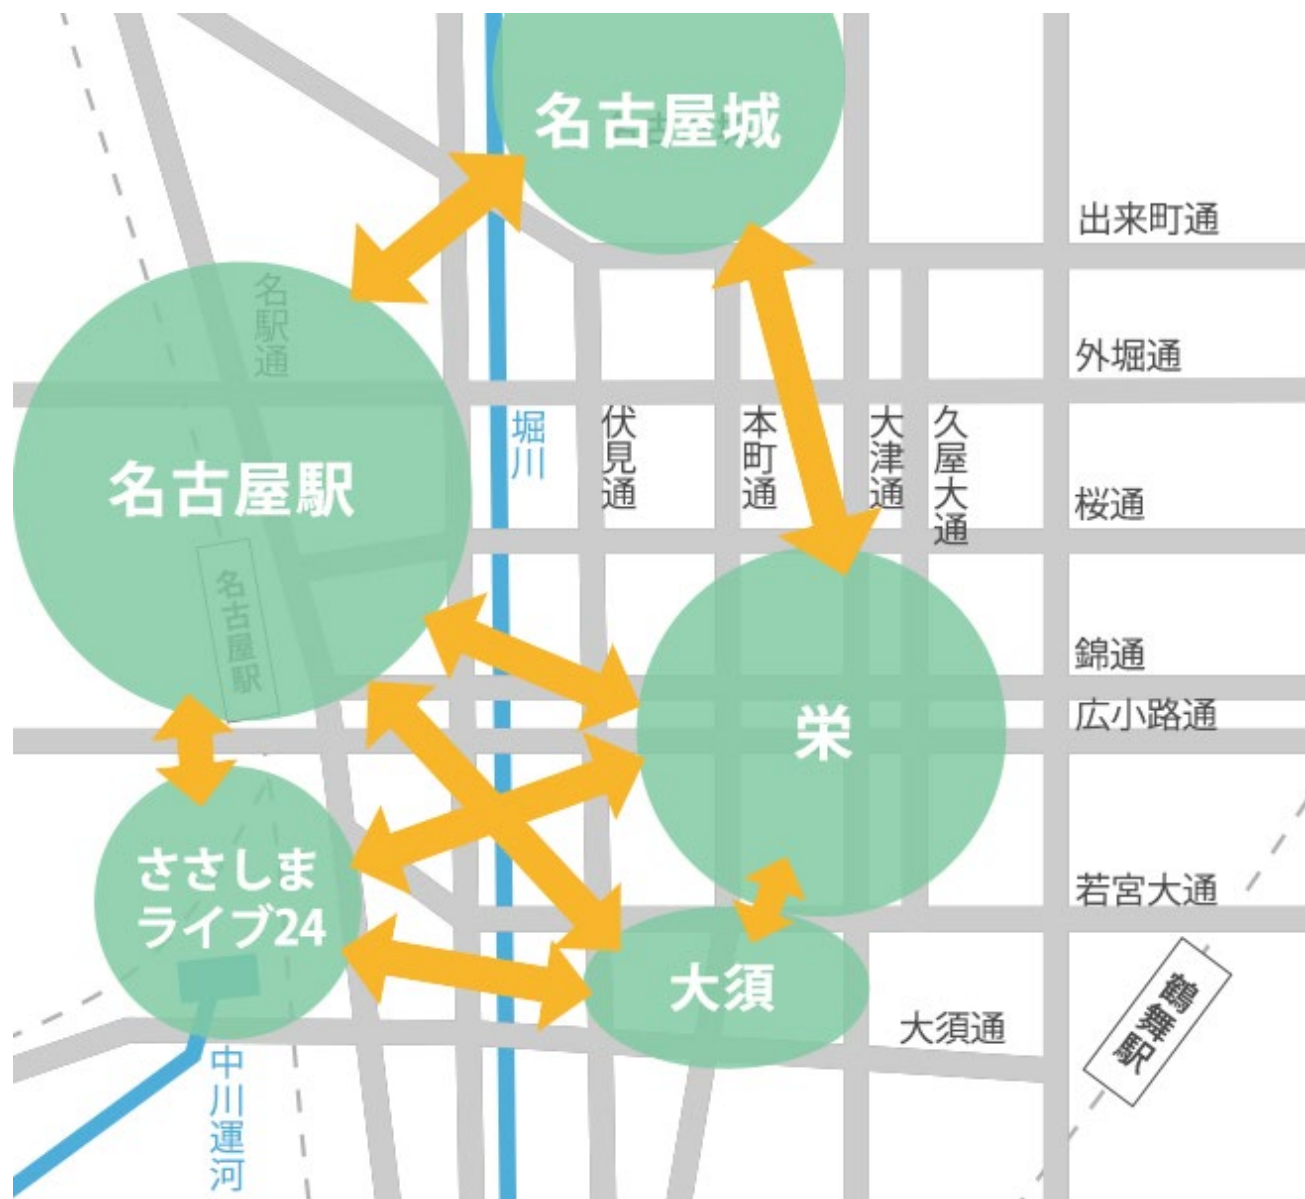 名古屋城
出来町通
名駅通
外堀通
堀川
伏見通
本町通
大津通
久屋大通
名古屋駅
桜通
名古屋駅
錦通
広小路通
栄
ささしま
ライブ24
若宮大通
大須
大須通
鶴舞駅
中川運河